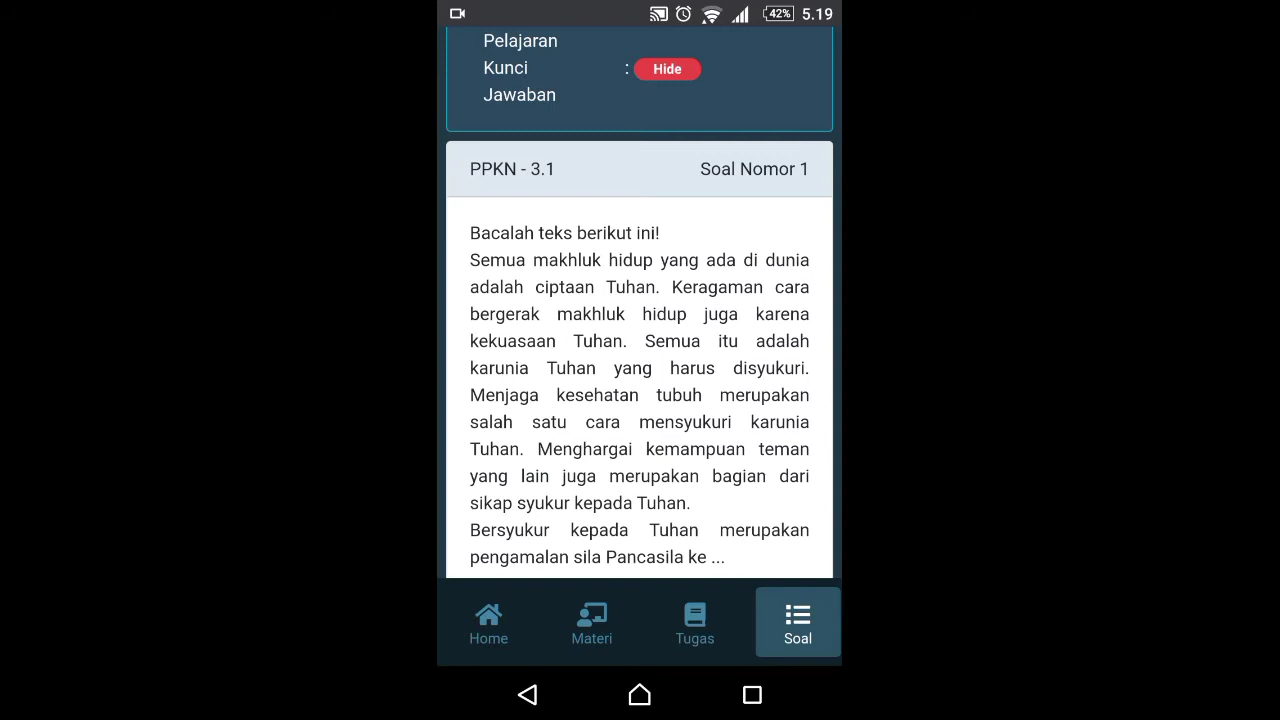 42% 5.19
Pelajaran
Kunci : Hide
Jawaban
PPKN - 3.1 Soal Nomor 1
Bacalah teks berikut ini!
Semua makhluk hidup yang ada di dunia
adalah ciptaan Tuhan. Keragaman cara
bergerak makhluk hidup juga karena
kekuasaan Tuhan. Semua itu adalah
karunia Tuhan yang harus disyukuri.
Menjaga kesehatan tubuh merupakan
salah satu cara mensyukuri karunia
Tuhan. Menghargai kemampuan teman
yang lain juga merupakan bagian dari
sikap syukur kepada Tuhan.
Bersyukur kepada Tuhan merupakan
pengamalan sila Pancasila ke ...
Home Materi Tugas Soal